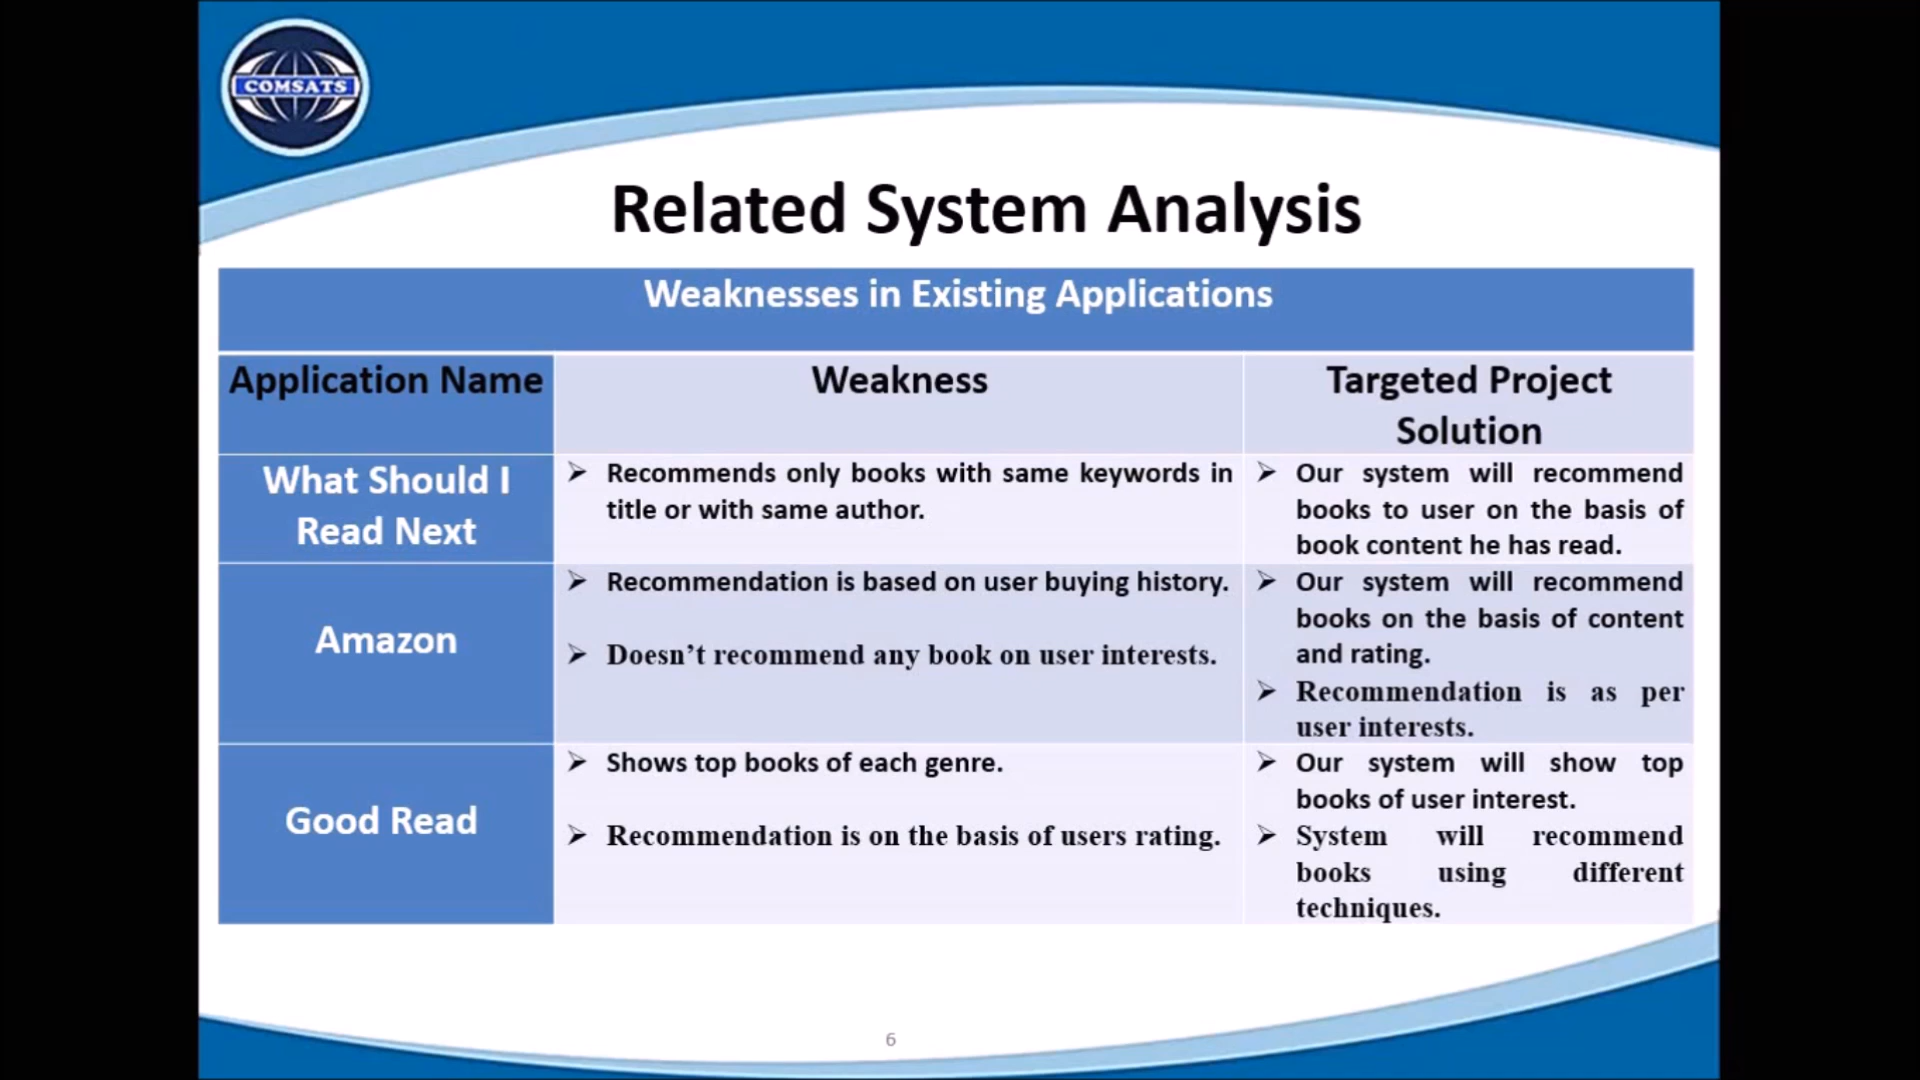 COMSATS
Related System Analysis
Weaknesses in Existing Applications
Application Name
Weakness
Targeted Project
Solution
What Should I
Read Next
➢ Recommends only books with same keywords in
title or with same author.
➢ Our system will recommend
books to user on the basis of
book content he has read.
Amazon
➢ Recommendation is based on user buying history.
➢ Doesn’t recommend any book on user interests.
➢ Our system will recommend
books on the basis of content
and rating.
➢ Recommendation is as per
user interests.
Good Read
➢ Shows top books of each genre.
➢ Recommendation is on the basis of users rating.
➢ Our system will show top
books of user interest.
➢ System will recommend
books using different
techniques.
6